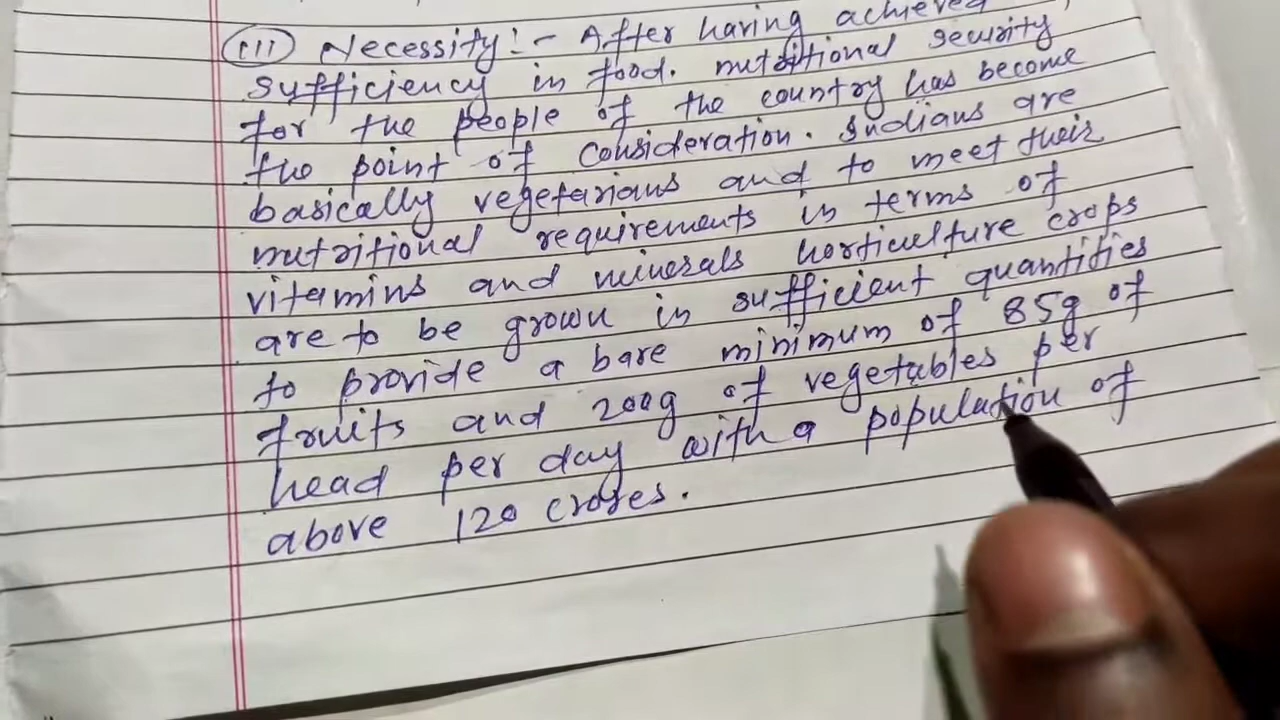 (iii) Necessity:- After having achieved
sufficiency in food. nutritional security
for the people of the country has become
the point of consideration. Indians are
basically vegetarians and to meet their
nutritional requirements in terms of
vitamins and minerals horticulture crops
are to be grown in sufficient quantities
to provide a bare minimum of 85g of
fruits and 200g of vegetables per
head per day with a population of
above 120 crores.